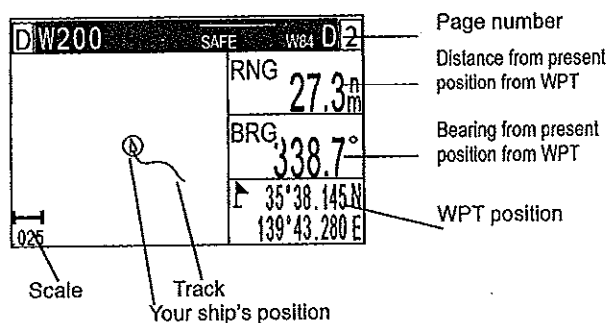 D W200 SAFE W84 D 2
Page number
RNG 27.3 nm
Distance from present
position from WPT
BRG 338.7°
Bearing from present
position from WPT
35°38.145N
139°43.280 E
WPT position
.025
Scale
Track
Your ship's position